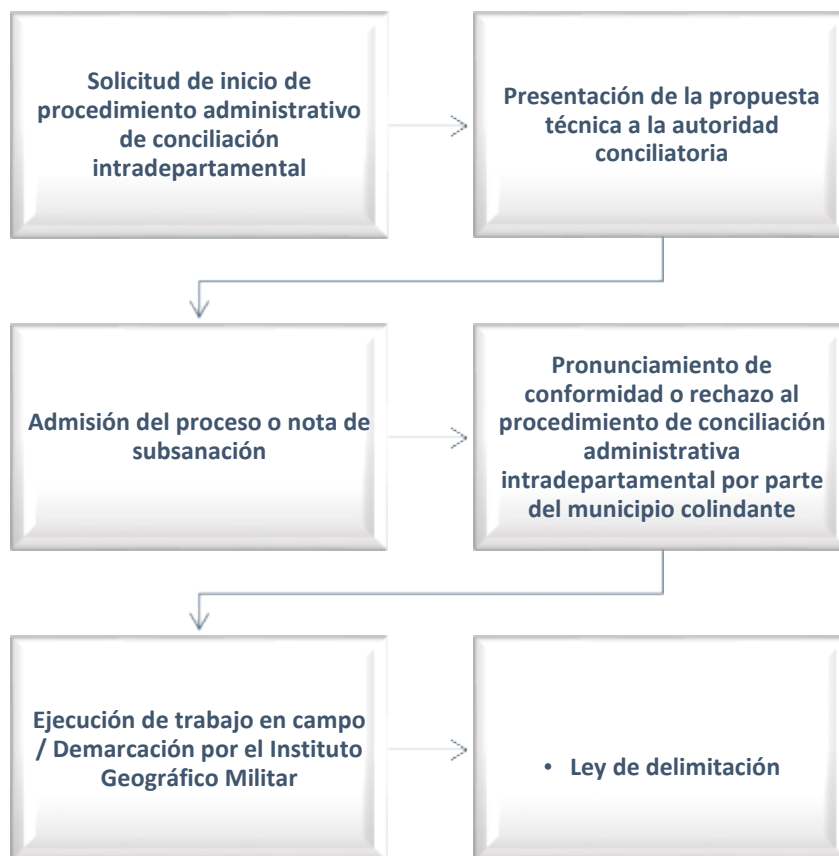 Solicitud de inicio de
procedimiento administrativo
de conciliación
intradepartamental
Presentación de la propuesta
técnica a la autoridad
conciliatoria
Admisión del proceso o nota de
subsanación
Pronunciamiento de
conformidad o rechazo al
procedimiento de conciliación
administrativa
intradepartamental por parte
del municipio colindante
Ejecución de trabajo en campo
/ Demarcación por el Instituto
Geográfico Militar
• Ley de delimitación